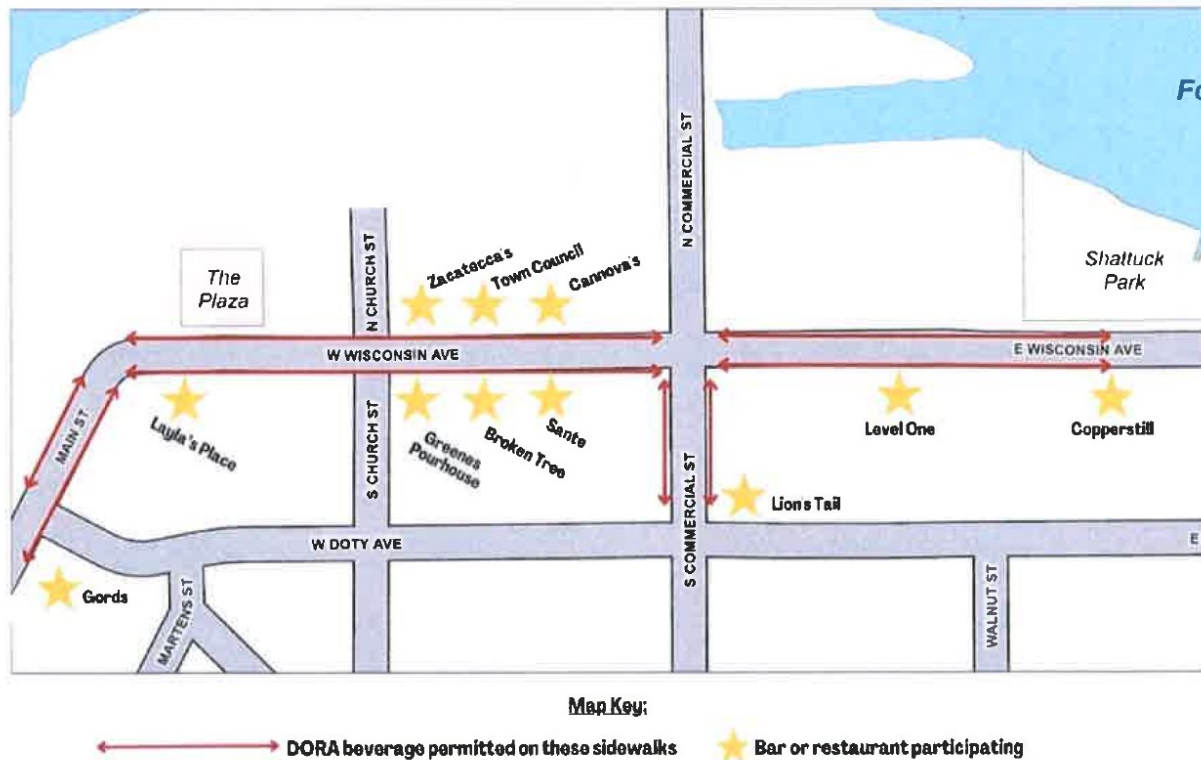 Fo
N COMMERCIAL ST
The
Plaza
N CHURCH ST
Zacatecca's
Town Council
Cannova's
Shattuck
Park
W WISCONSIN AVE
E WISCONSIN AVE
MAIN ST
Layla's Place
S CHURCH ST
Greenes
Pourhouse
Broken Tree
Sante
Level One
Copperstill
S COMMERCIAL ST
Lion's Tail
W DOTY AVE
E
Gords
MARTENS ST
WALNUT ST
Map Key:
DORA beverage permitted on these sidewalks
Bar or restaurant participating